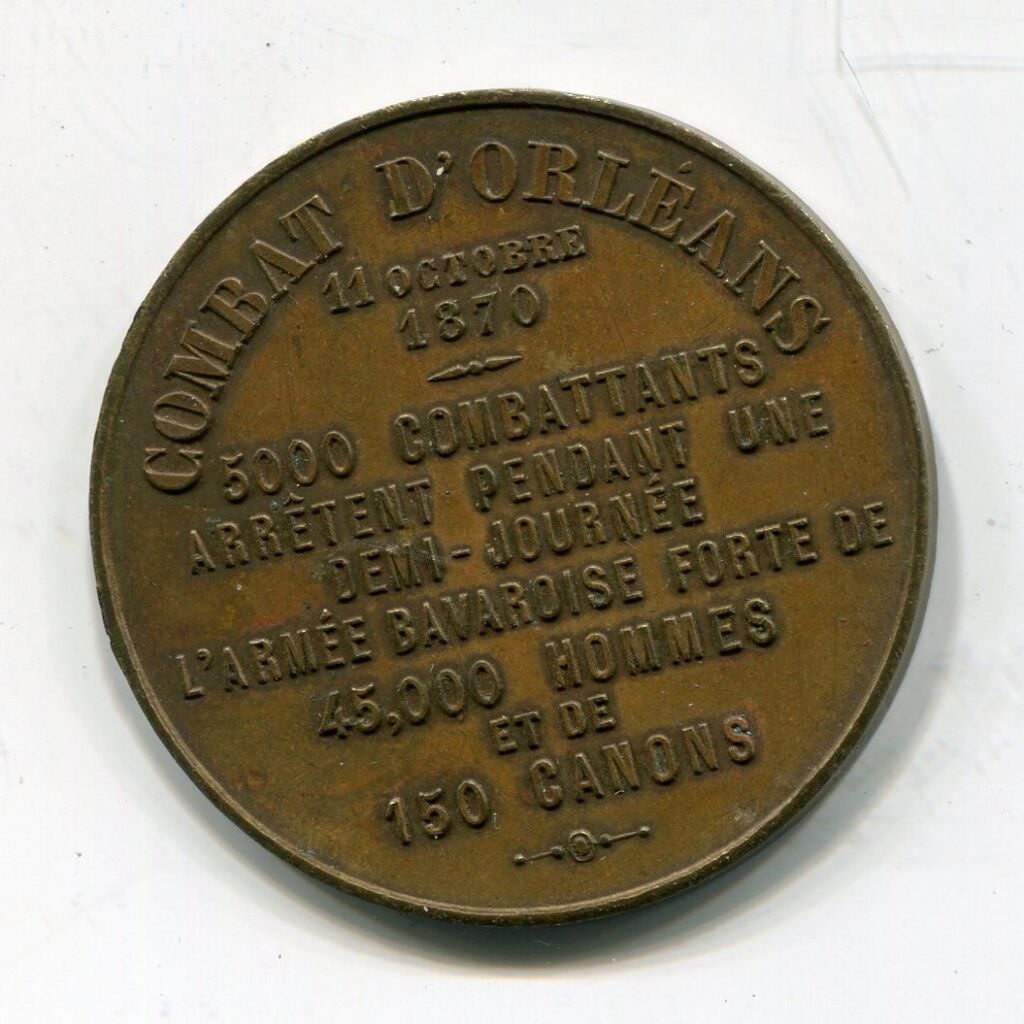 COMBAT D'ORLÉANS
11 OCTOBRE
1870
5000 COMBATTANTS
ARRÊTENT PENDANT UNE
DEMI-JOURNÉE
L'ARMÉE BAVAROISE FORTE DE
45,000 HOMMES
ET DE
150 CANONS